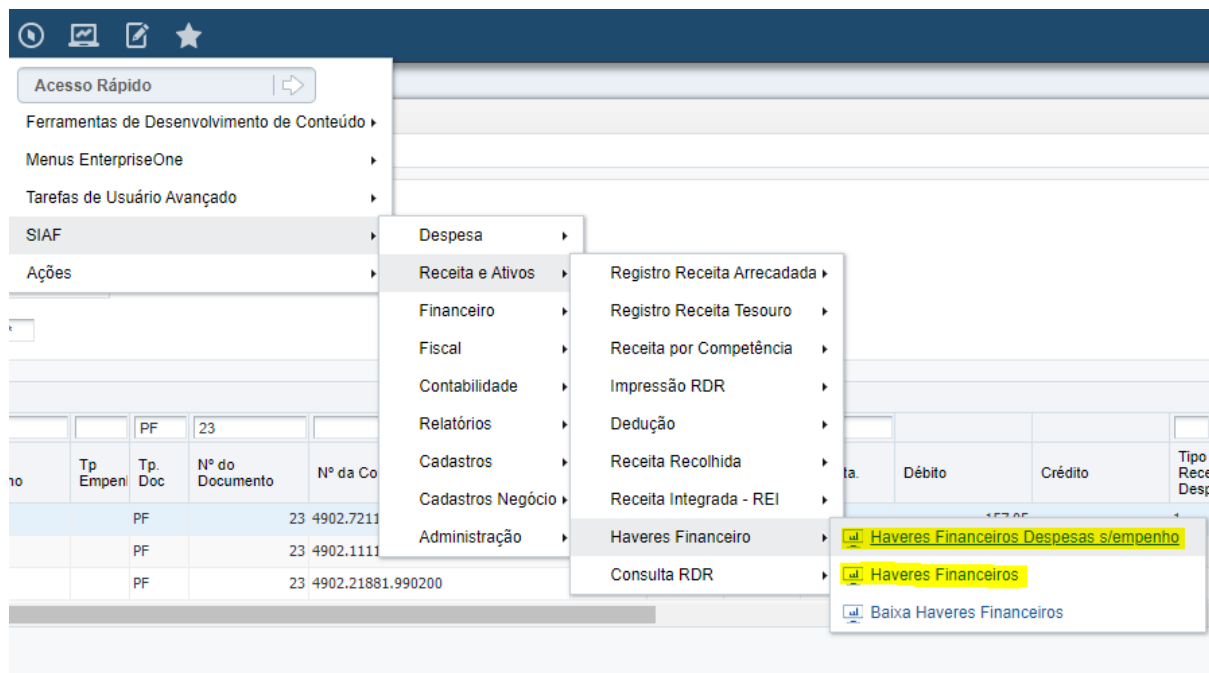 Acesso Rápido
Ferramentas de Desenvolvimento de Conteúdo
Menus EnterpriseOne
Tarefas de Usuário Avançado
SIAF
Ações
Despesa
Receita e Ativos
Financeiro
Fiscal
Contabilidade
Relatórios
Cadastros
Cadastros Negócio
Administração
Registro Receita Arrecadada
Registro Receita Tesouro
Receita por Competência
Impressão RDR
Dedução
Receita Recolhida
Receita Integrada - REI
Haveres Financeiro
Consulta RDR
Haveres Financeiros Despesas s/empenho
Haveres Financeiros
Baixa Haveres Financeiros
*
PF 23
Tp Tp. Nº do Tipo
Nº da Co ta. Débito Crédito Rece
Empen Doc Documento Desp
PF 23 4902.7211
PF 23 4902.1111
PF 23 4902.21881.990200